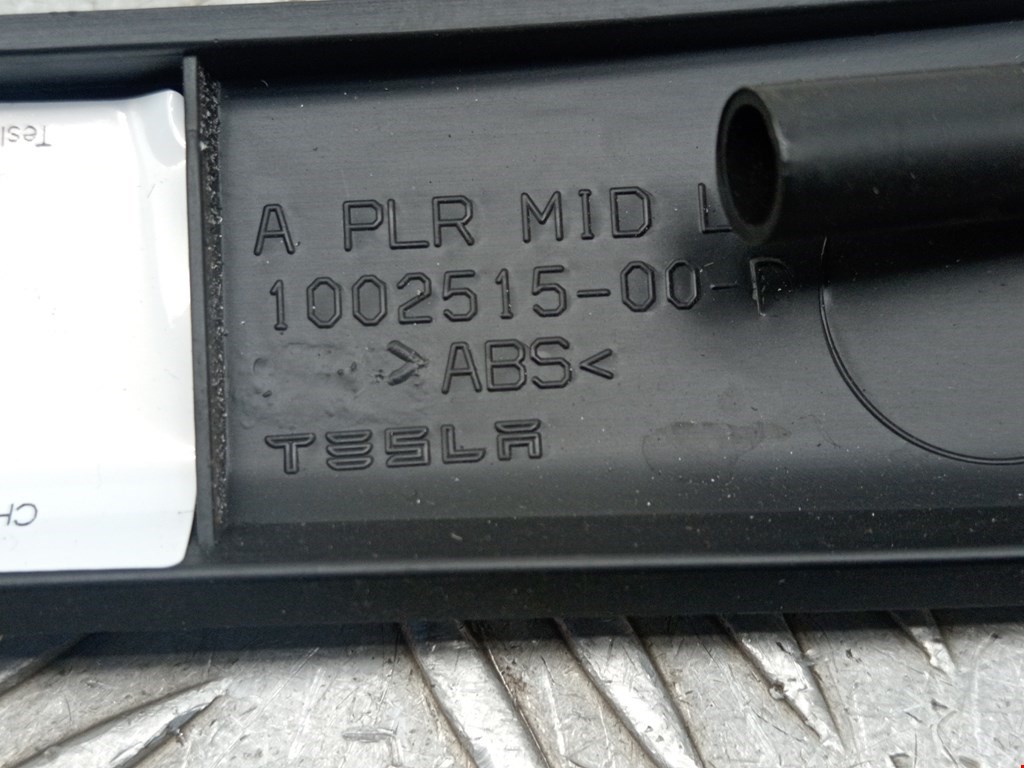 A PLR MID L
1002515-00-D
>ABS<
TESLA